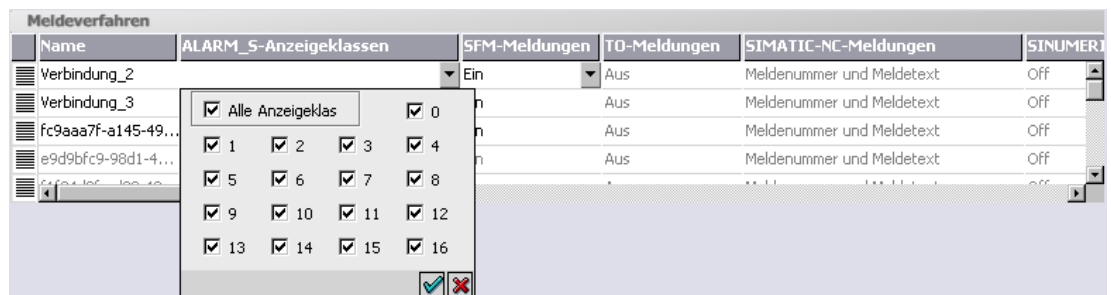 Meldeverfahren
Name ALARM_S-Anzeigeklassen SFM-Meldungen TO-Meldungen SIMATIC-NC-Meldungen SINUMERI
Verbindung_2 Ein Aus Meldenummer und Meldetext Off
Verbindung_3 Aus Meldenummer und Meldetext Off
fc9aaa7f-a145-49... Aus Meldenummer und Meldetext Off
e9d9bfc9-98d1-4... Aus Meldenummer und Meldetext Off
Alle Anzeigeklas 0
1 2 3 4
5 6 7 8
9 10 11 12
13 14 15 16